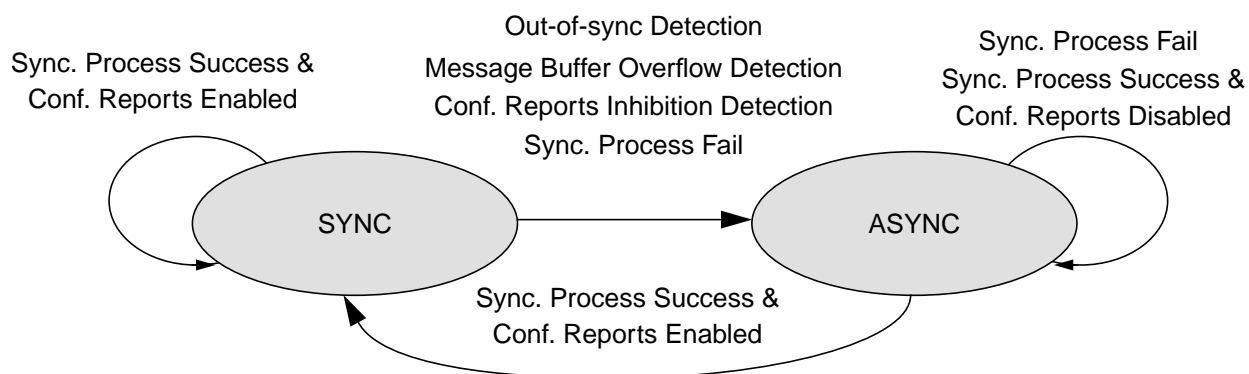 Sync. Process Success &
Conf. Reports Enabled
Out-of-sync Detection
Message Buffer Overflow Detection
Conf. Reports Inhibition Detection
Sync. Process Fail
Sync. Process Fail
Sync. Process Success &
Conf. Reports Disabled
SYNC
ASYNC
Sync. Process Success &
Conf. Reports Enabled